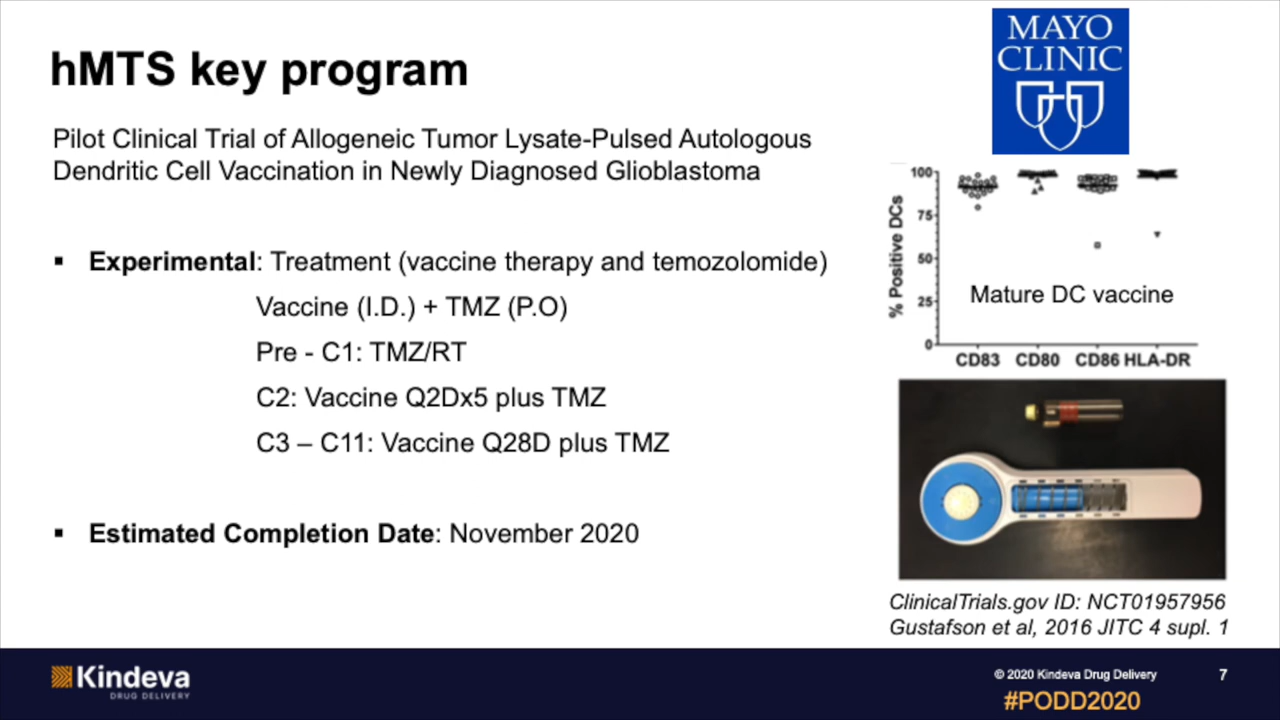 hMTS key program
MAYO
CLINIC
Pilot Clinical Trial of Allogeneic Tumor Lysate-Pulsed Autologous
Dendritic Cell Vaccination in Newly Diagnosed Glioblastoma
▪ Experimental: Treatment (vaccine therapy and temozolomide)
Vaccine (I.D.) + TMZ (P.O)
Pre - C1: TMZ/RT
C2: Vaccine Q2Dx5 plus TMZ
C3 – C11: Vaccine Q28D plus TMZ
▪ Estimated Completion Date: November 2020
% Positive DCs
100
75
50
25
0
Mature DC vaccine
CD83 CD80 CD86 HLA-DR
ClinicalTrials.gov ID: NCT01957956
Gustafson et al, 2016 JITC 4 supl. 1
Kindeva
DRUG DELIVERY
© 2020 Kindeva Drug Delivery
7
#PODD2020